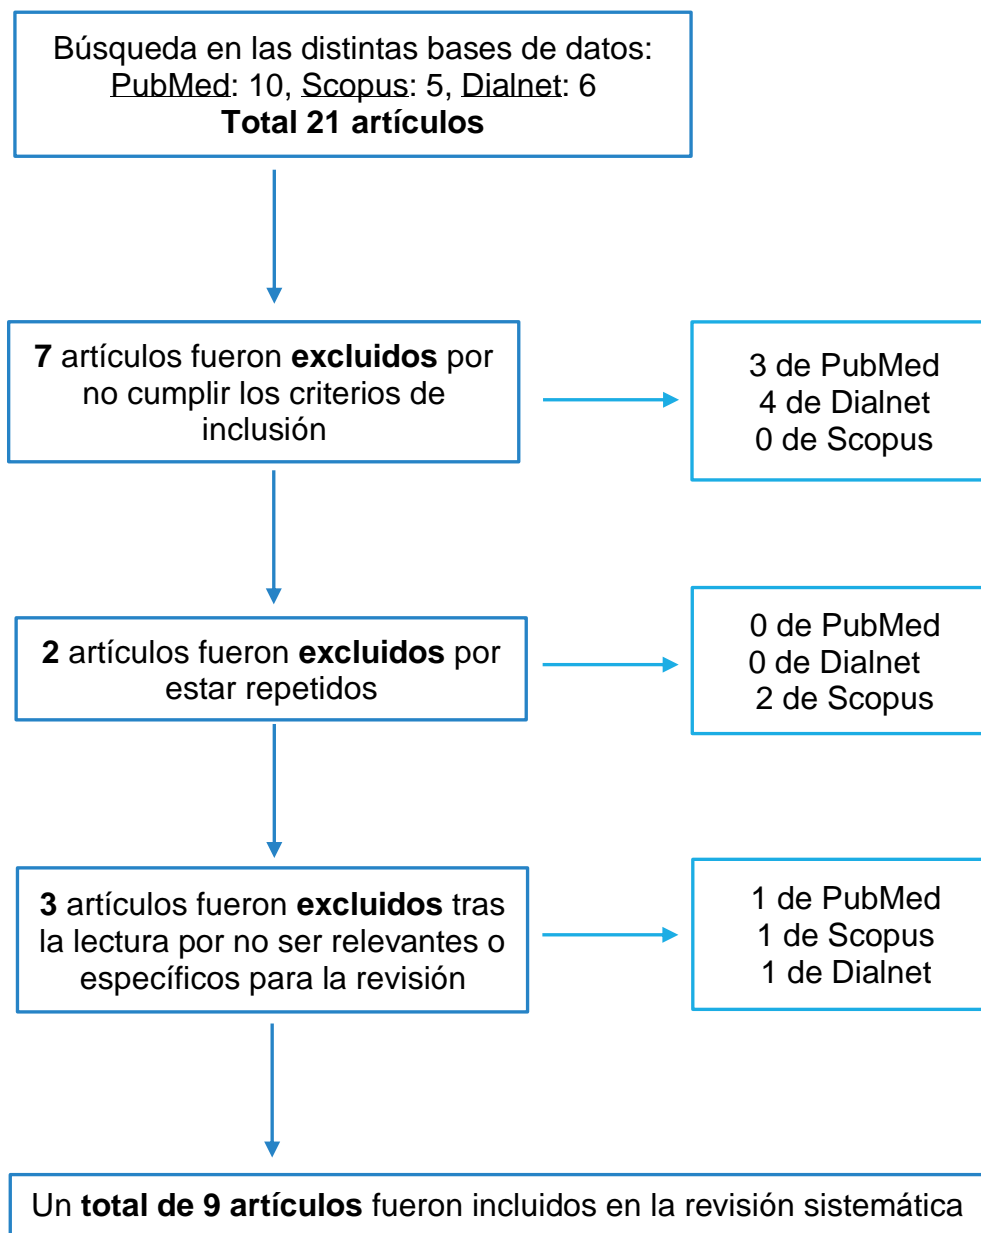 Búsqueda en las distintas bases de datos:
PubMed: 10, Scopus: 5, Dialnet: 6
Total 21 artículos
7 artículos fueron excluidos por
no cumplir los criterios de
inclusión
3 de PubMed
4 de Dialnet
0 de Scopus
2 artículos fueron excluidos por
estar repetidos
0 de PubMed
0 de Dialnet
2 de Scopus
3 artículos fueron excluidos tras
la lectura por no ser relevantes o
específicos para la revisión
1 de PubMed
1 de Scopus
1 de Dialnet
Un total de 9 artículos fueron incluidos en la revisión sistemática